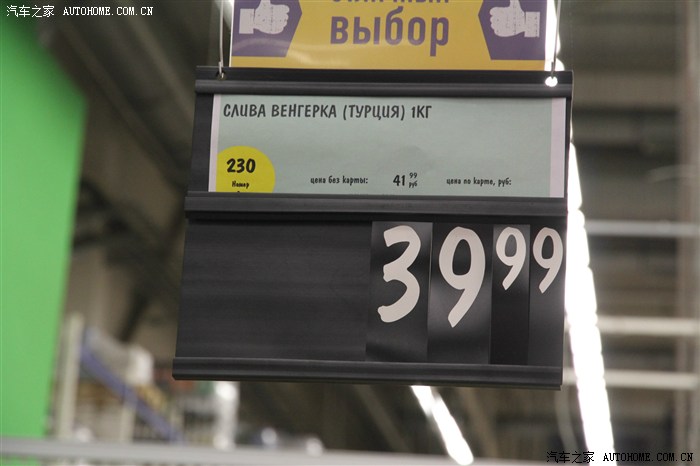 汽车之家 AUTOHOME.COM.CN
выбор
СЛИВА ВЕНГЕРКА (ТУРЦИЯ) 1КГ
230
Номер
цена без карты: 41 99 руб
цена по карте, руб:
39 99
汽车之家 AUTOHOME.COM.CN